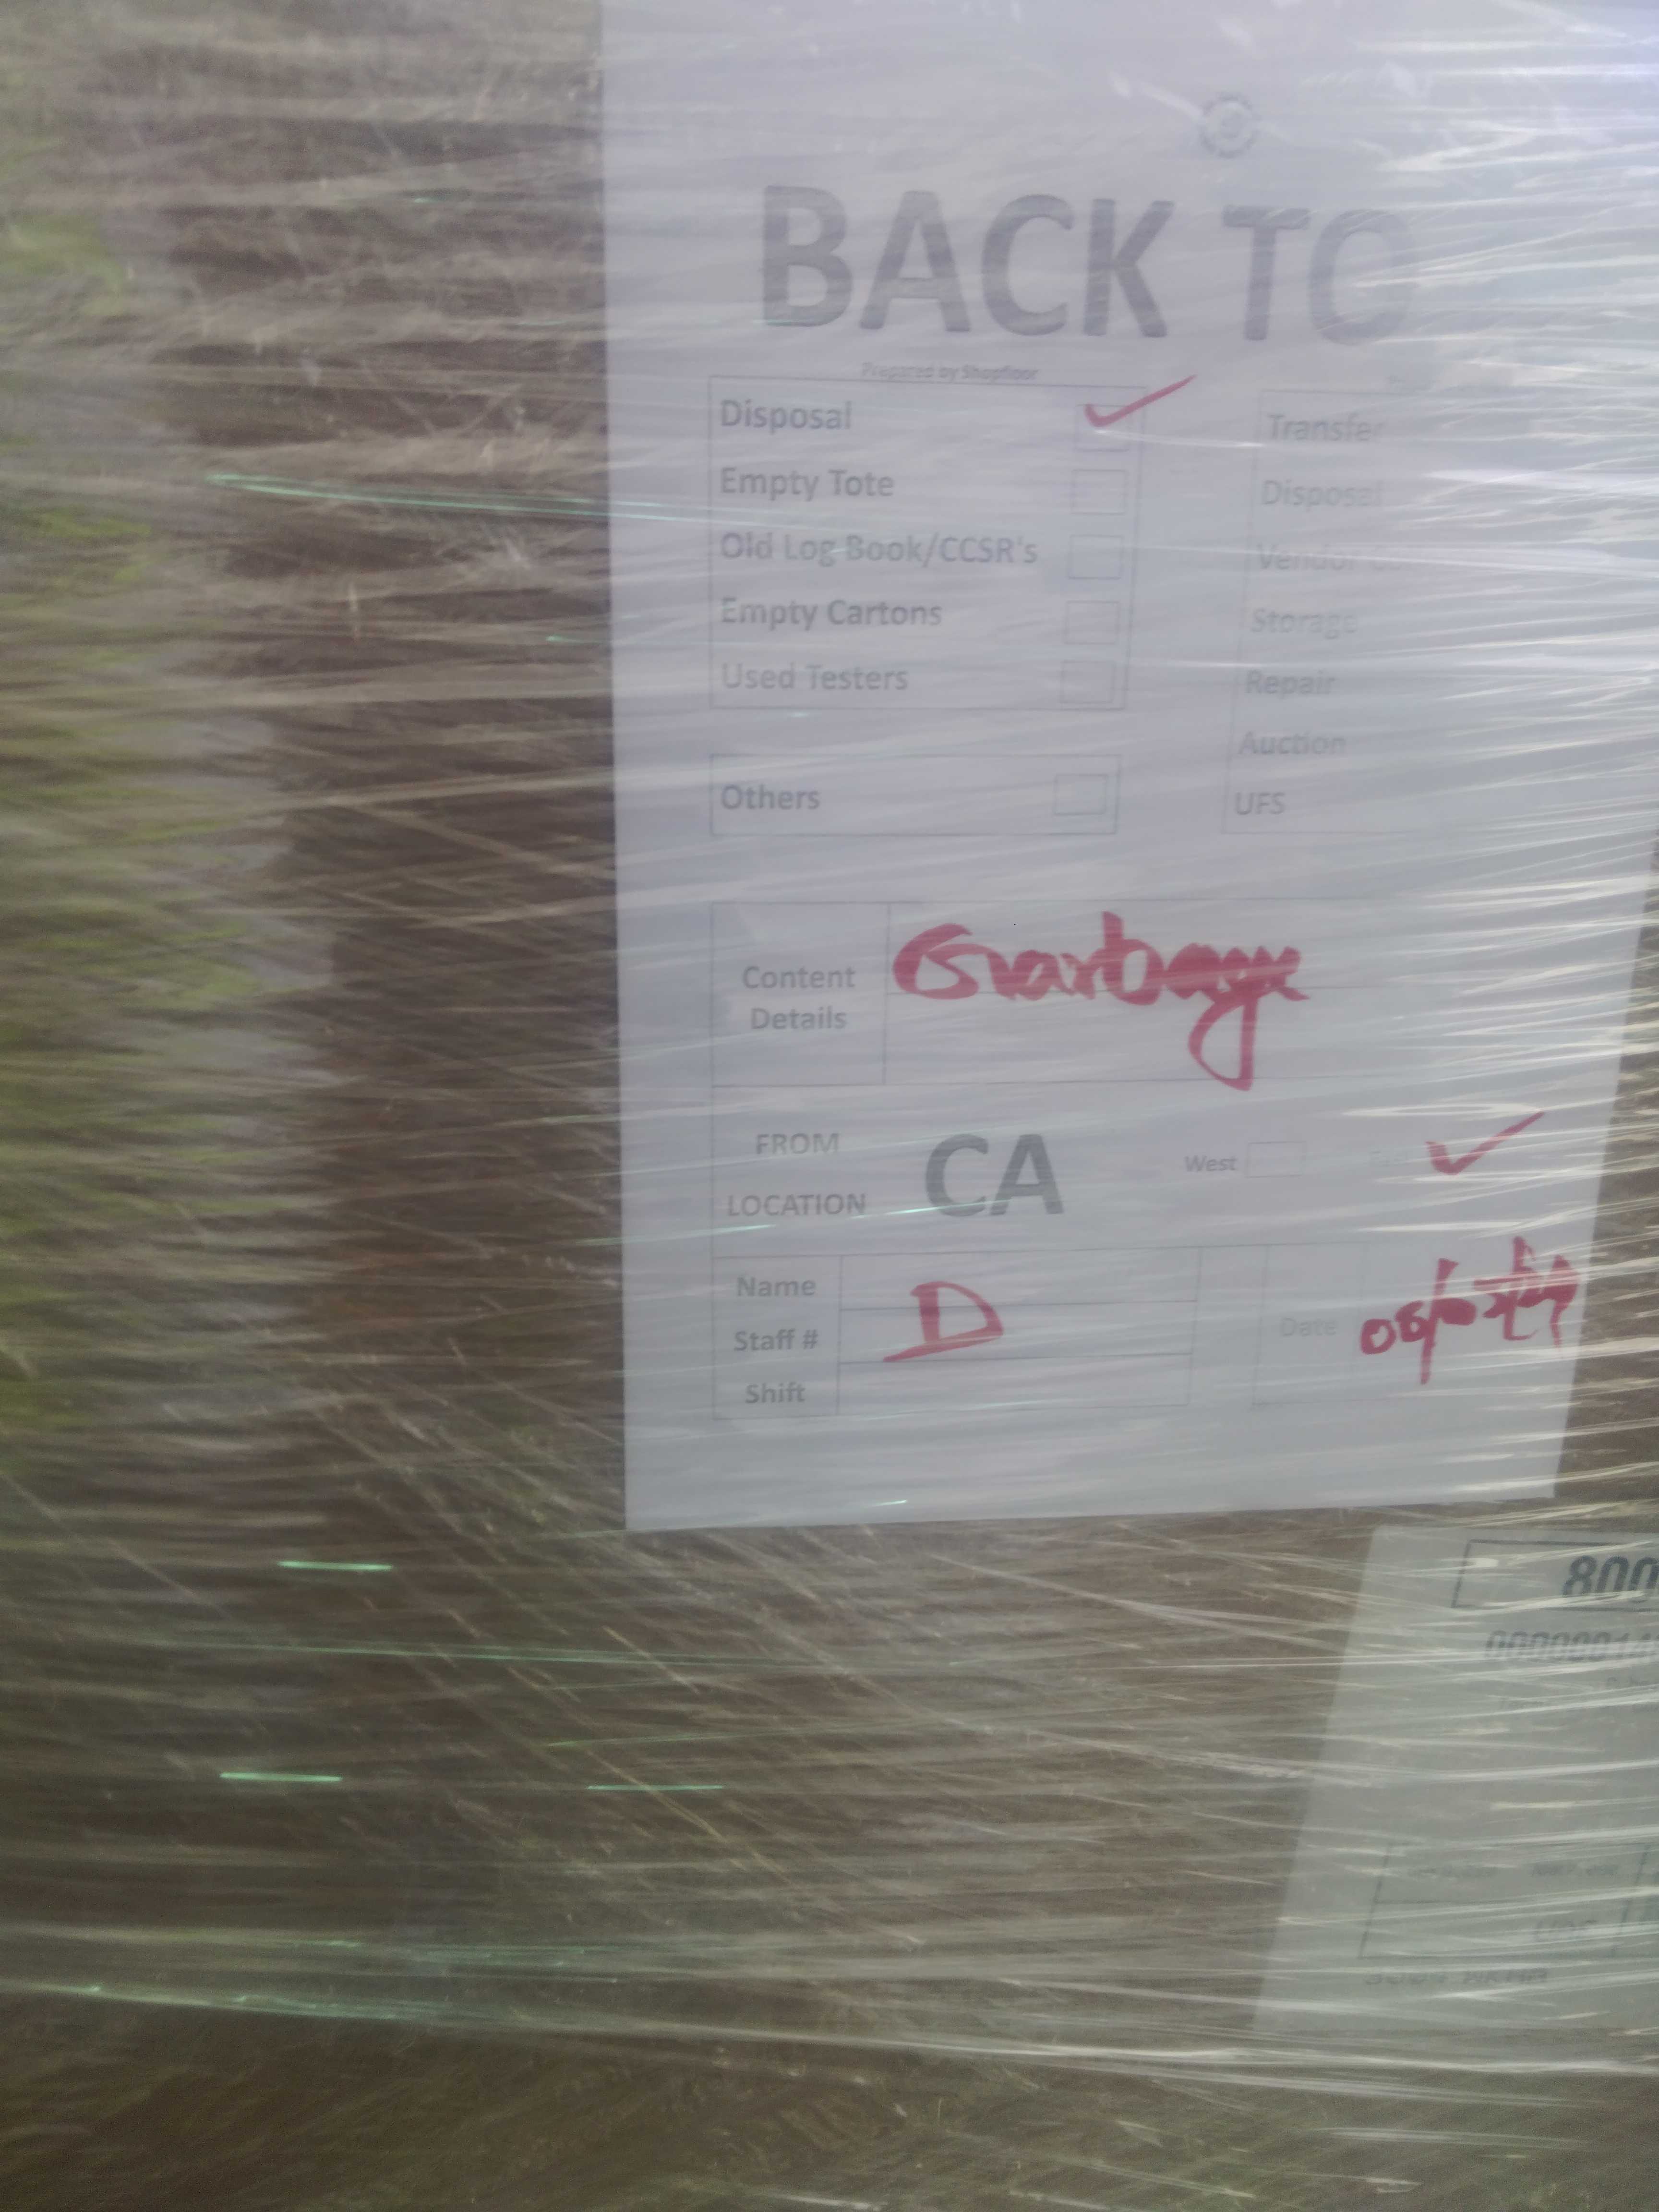 BACK TO
Prepared by Shopfloor
Disposal ✓
Empty Tote
Old Log Book/CCSR's
Empty Cartons
Used Testers
Others
Transfer
Disposal
Vendor
Storage
Repair
Auction
UFS
Content Details
Garbage
FROM LOCATION
CA
West
✓
Name
Staff #
Shift
D
Date
800